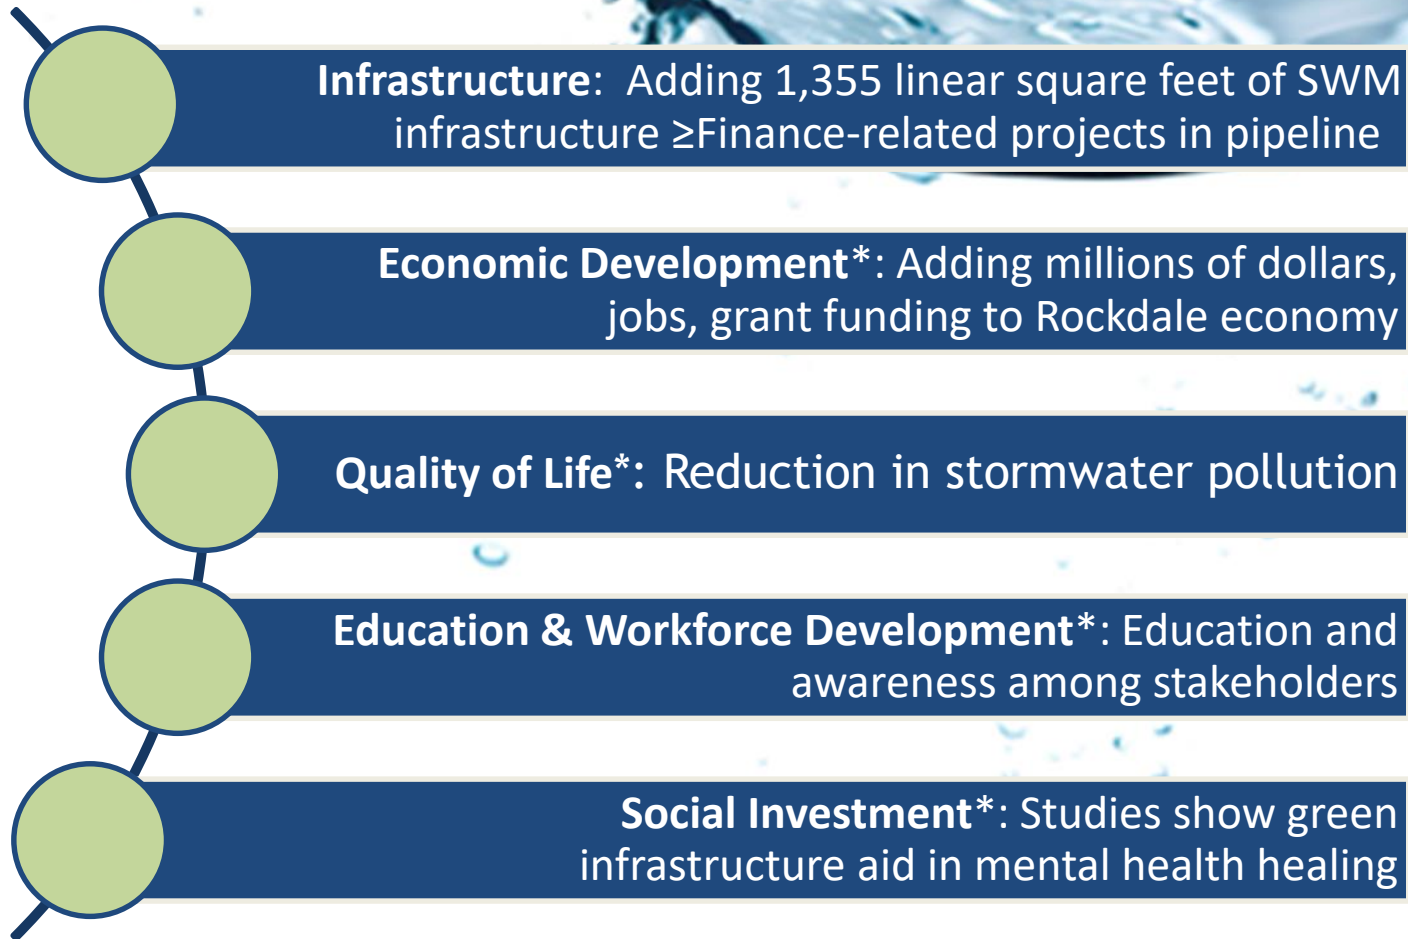 Infrastructure:  Adding 1,355 linear square feet of SWM
infrastructure ≥Finance-related projects in pipeline
Economic Development*: Adding millions of dollars,
jobs, grant funding to Rockdale economy
Quality of Life*: Reduction in stormwater pollution
Education & Workforce Development*: Education and
awareness among stakeholders
Social Investment*: Studies show green
infrastructure aid in mental health healing